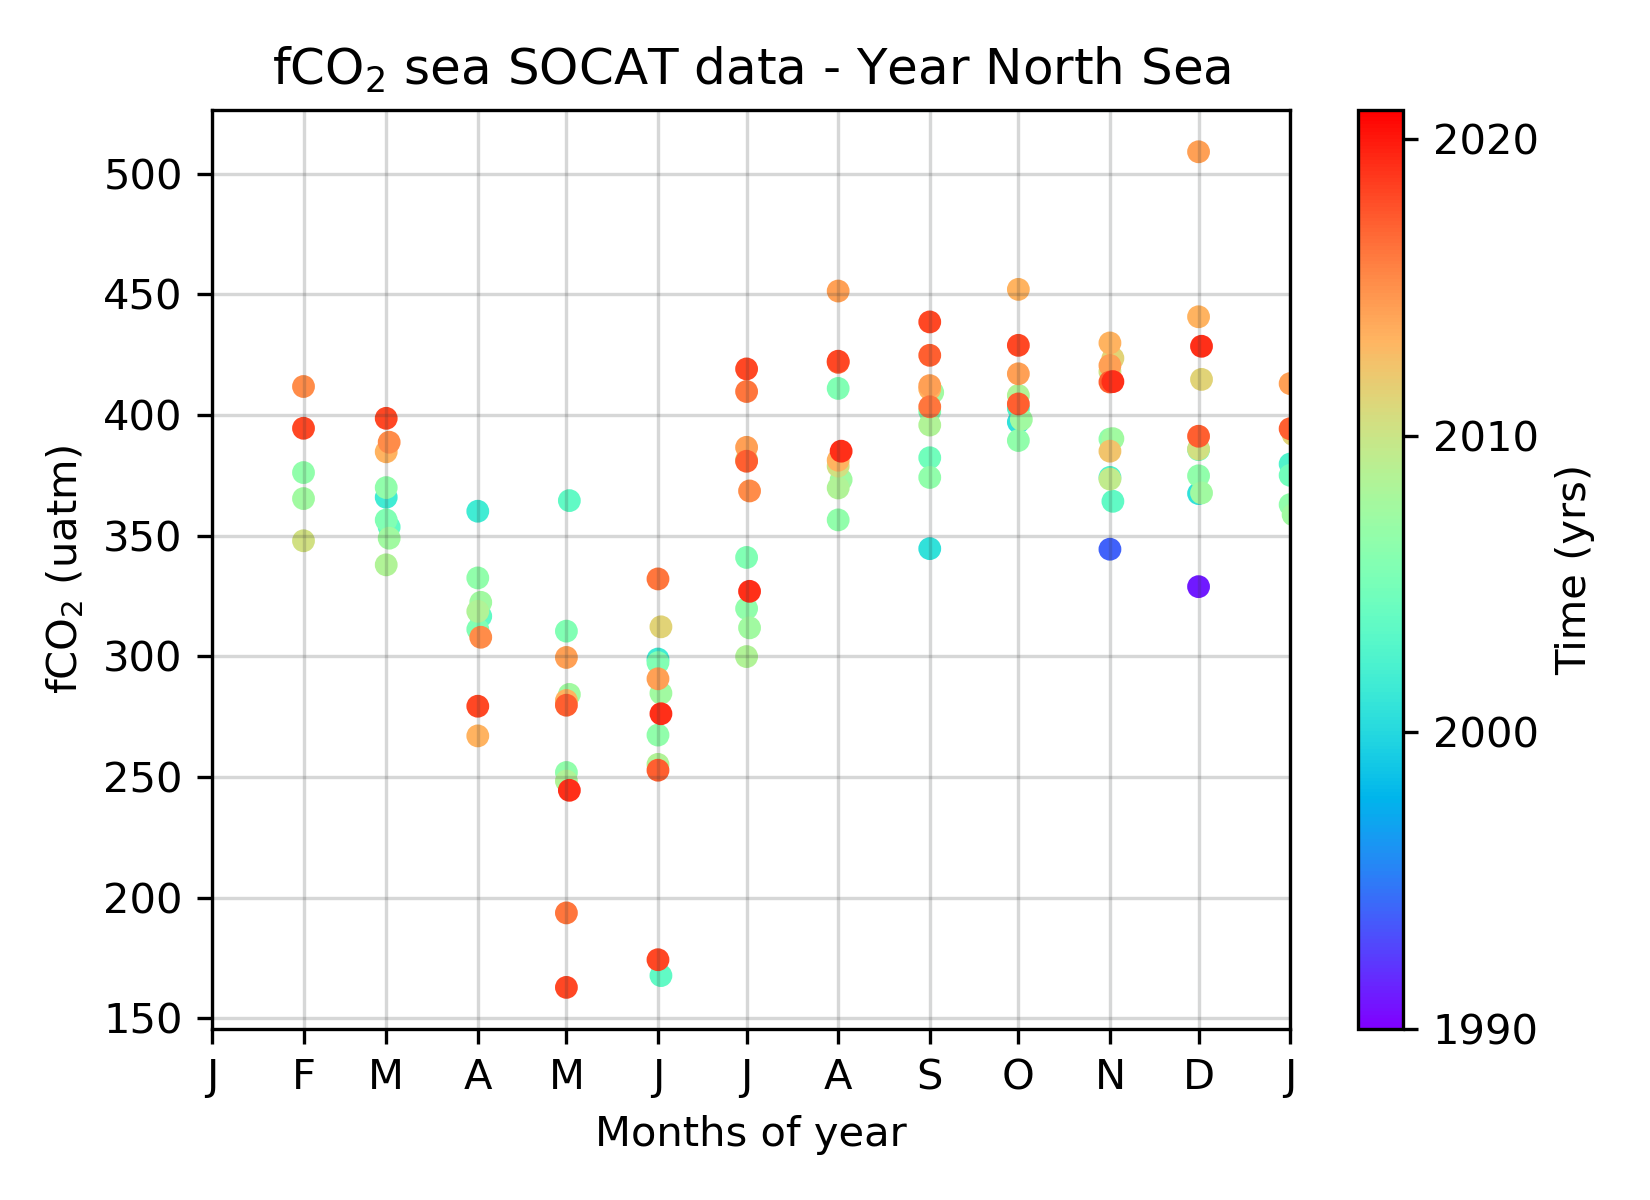 fCO₂ sea SOCAT data - Year North Sea
fCO₂ (uatm)
500
450
400
350
300
250
200
150
J F M A M J J A S O N D J
Months of year
2020
2010
2000
1990
Time (yrs)